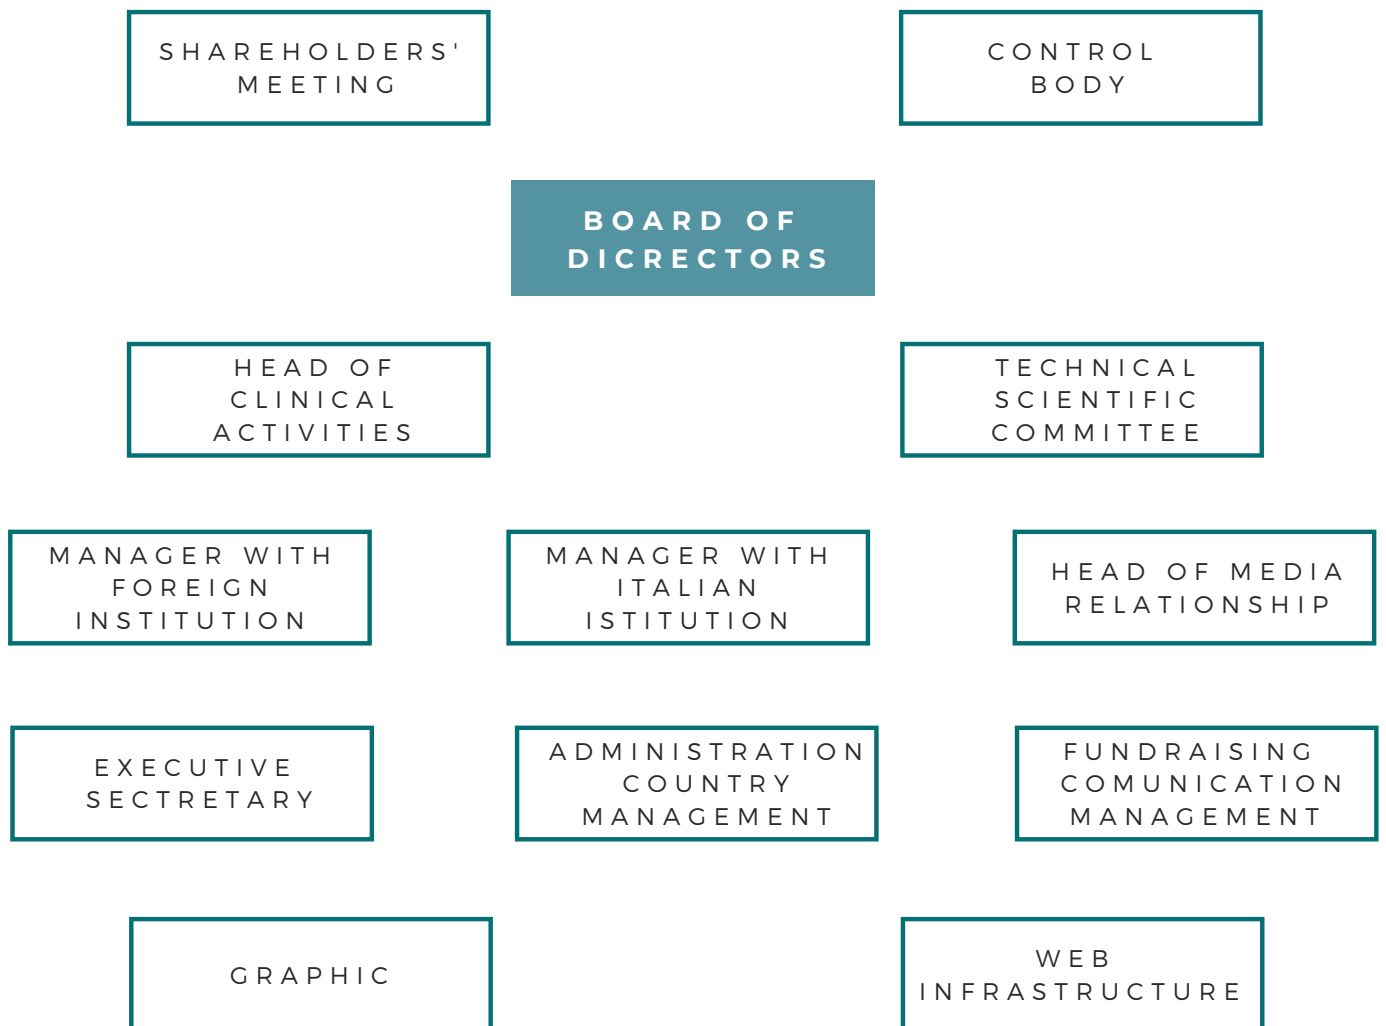 SHAREHOLDERS'
MEETING
CONTROL
BODY
BOARD OF
DICRECTORS
HEAD OF
CLINICAL
ACTIVITIES
TECHNICAL
SCIENTIFIC
COMMITTEE
MANAGER WITH
FOREIGN
INSTITUTION
MANAGER WITH
ITALIAN
ISTITUTION
HEAD OF MEDIA
RELATIONSHIP
EXECUTIVE
SECTRETARY
ADMINISTRATION
COUNTRY
MANAGEMENT
FUNDRAISING
COMUNICATION
MANAGEMENT
GRAPHIC
WEB
INFRASTRUCTURE